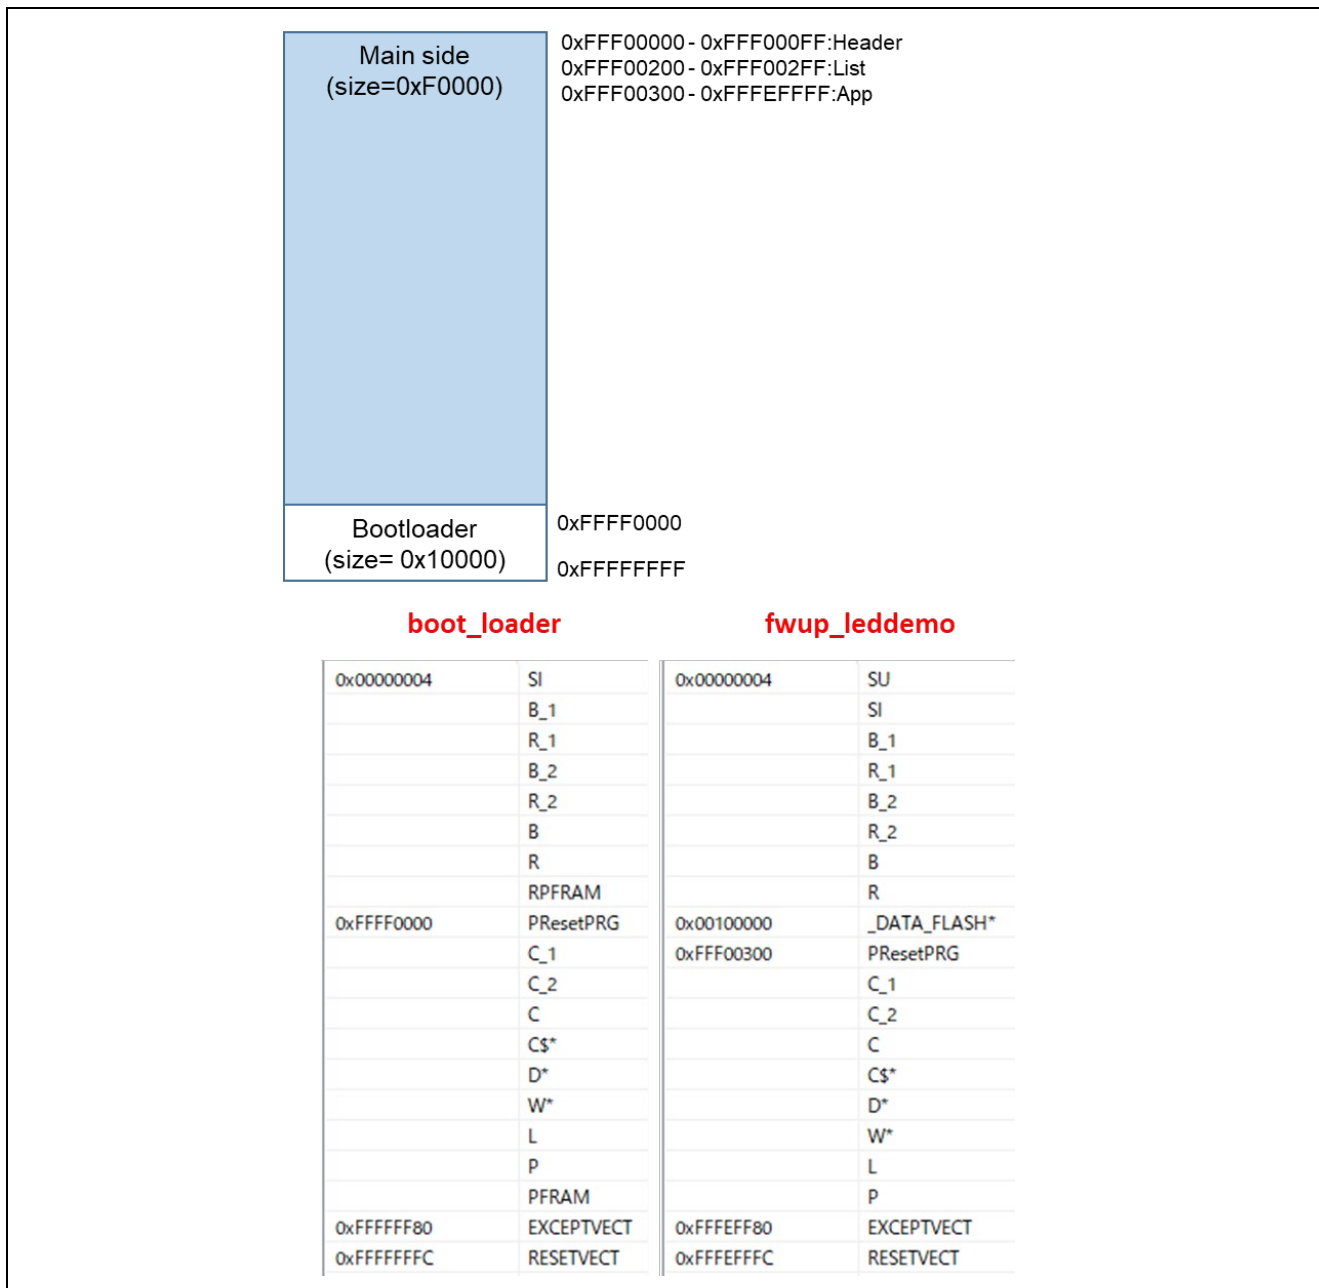 Main side
(size=0xF0000)
0xFFF00000 - 0xFFF000FF:Header
0xFFF00200 - 0xFFF002FF:List
0xFFF00300 - 0xFFFEFFFF:App
Bootloader
(size= 0x10000)
0xFFFF0000
0xFFFFFFFF
boot_loader
0x00000004 SI
B_1
R_1
B_2
R_2
B
R
RPFRAM
0xFFFF0000 PResetPRG
C_1
C_2
C
C$*
D*
W*
L
P
PFRAM
0xFFFFFF80 EXCEPTVECT
0xFFFFFFFC RESETVECT
fwup_leddemo
0x00000004 SU
SI
B_1
R_1
B_2
R_2
B
R
0x00100000 _DATA_FLASH*
0xFFF00300 PResetPRG
C_1
C_2
C
C$*
D*
W*
L
P
0xFFFEFF80 EXCEPTVECT
0xFFFEFFFC RESETVECT